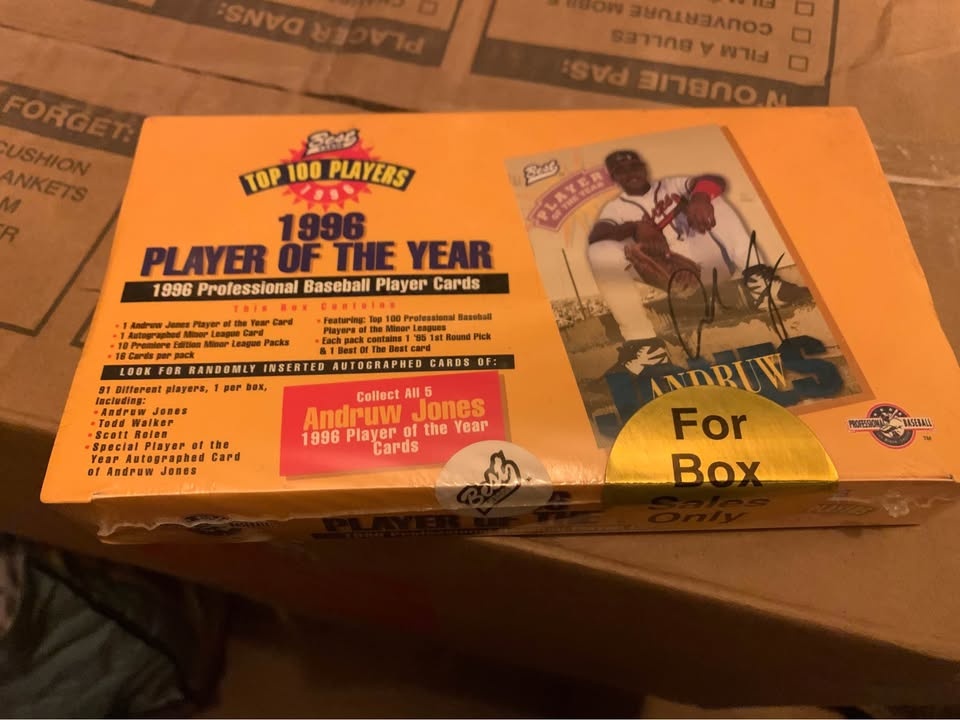 PLACER DANS:
COUVERTURE MOBILE
FILM À BULLES
N'OUBLIE PAS:
FORGET:
CUSHION
ANKETS
Best
TOP 100 PLAYERS
1996
1996
PLAYER OF THE YEAR
1996 Professional Baseball Player Cards
This Box Contains
• 1 Andruw Jones Player of the Year Card
• 1 Autographed Minor League Card
• 18 Premiere Edition Minor League Packs
• 16 Cards per pack
• Featuring: Top 100 Professional Baseball
Players of the Minor Leagues
• Each pack contains 1 '95 1st Round Pick
& 1 Best Of The Best card
LOOK FOR RANDOMLY INSERTED AUTOGRAPHED CARDS OF:
91 Different players, 1 per box,
Including:
• Andruw Jones
• Todd Walker
• Scott Rolen
• Special Player of the
Year Autographed Card
of Andruw Jones
Collect All 5
Andruw Jones
1996 Player of the Year
Cards
Best
PLAYER
OF THE YEAR
Braves
JONES
ANDRUW
For
Box
Sales
Only
PROFESSIONAL BASEBALL
TM
Best
PLAYER OF THE